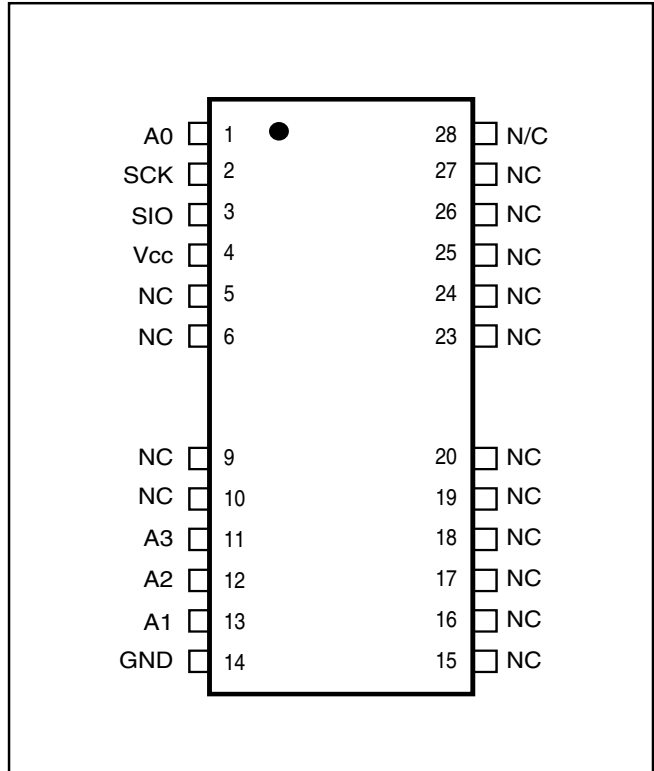 A0 1 28 N/C
SCK 2 27 NC
SIO 3 26 NC
Vcc 4 25 NC
NC 5 24 NC
NC 6 23 NC
NC 9 20 NC
NC 10 19 NC
A3 11 18 NC
A2 12 17 NC
A1 13 16 NC
GND 14 15 NC